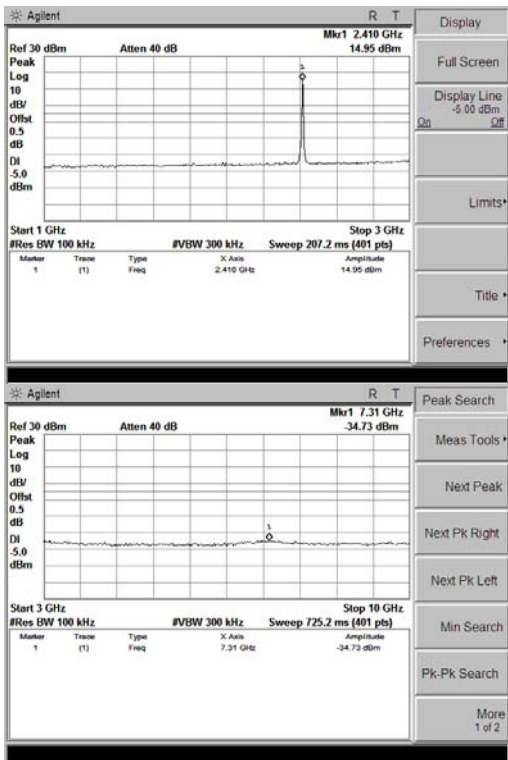 Agilent R T
Mkr1 2.410 GHz
Ref 30 dBm Atten 40 dB 14.95 dBm
Peak
Log
10
dB/
Offst
0.5
dB
DI
-5.0
dBm
1
Start 1 GHz Stop 3 GHz
#Res BW 100 kHz #VBW 300 kHz Sweep 207.2 ms (401 pts)
Marker Trace Type X Axis Amplitude
1 (1) Freq 2.410 GHz 14.95 dBm
Display
Full Screen
Display Line
-5.00 dBm
On Off
Limits
Title
Preferences
Agilent R T
Mkr1 7.31 GHz
Ref 30 dBm Atten 40 dB -34.73 dBm
Peak
Log
10
dB/
Offst
0.5
dB
DI
-5.0
dBm
1
Start 3 GHz Stop 10 GHz
#Res BW 100 kHz #VBW 300 kHz Sweep 725.2 ms (401 pts)
Marker Trace Type X Axis Amplitude
1 (1) Freq 7.31 GHz -34.73 dBm
Peak Search
Meas Tools
Next Peak
Next Pk Right
Next Pk Left
Min Search
Pk-Pk Search
More
1 of 2